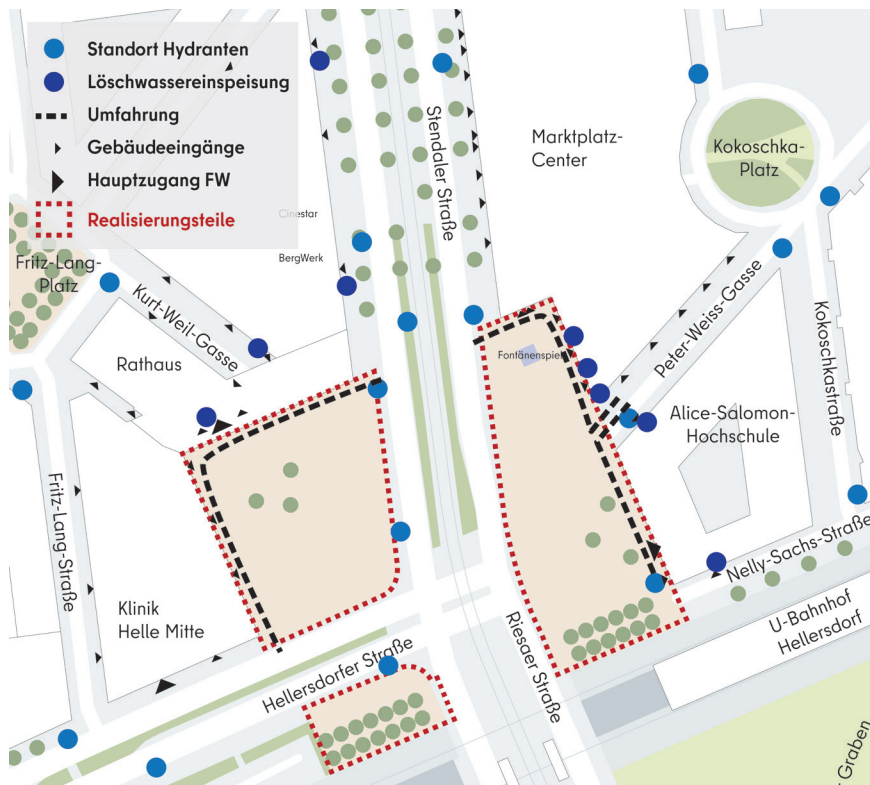 Standort Hydranten
Löschwassereinspeisung
Umfahrung
Gebäudeeingänge
Hauptzugang FW
Realisierungsteile
Stendaler Straße
Marktplatz-
Center
Kokoschka-
Platz
Cinestar
BergWerk
Fritz-Lang-
Platz
Kurt-Weil-Gasse
Rathaus
Fontänenspiel
Peter-Weiss-Gasse
Kokoschkastraße
Alice-Salomon-
Hochschule
Fritz-Lang-Straße
Klinik
Helle Mitte
Nelly-Sachs-Straße
U-Bahnhof
Hellersdorf
Hellersdorfer Straße
Riesaer Straße
Graben